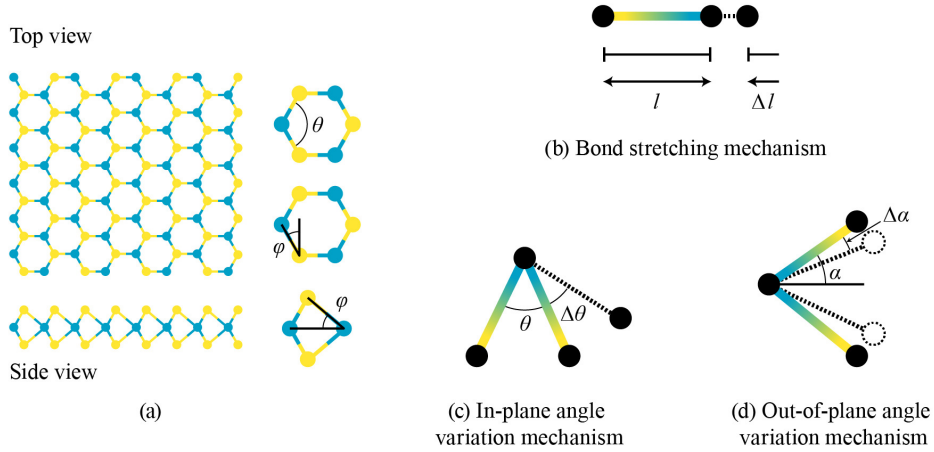 Top view
θ
φ
φ
Side view
(a)
l
Δl
(b) Bond stretching mechanism
θ
Δθ
(c) In-plane angle
variation mechanism
Δα
α
(d) Out-of-plane angle
variation mechanism